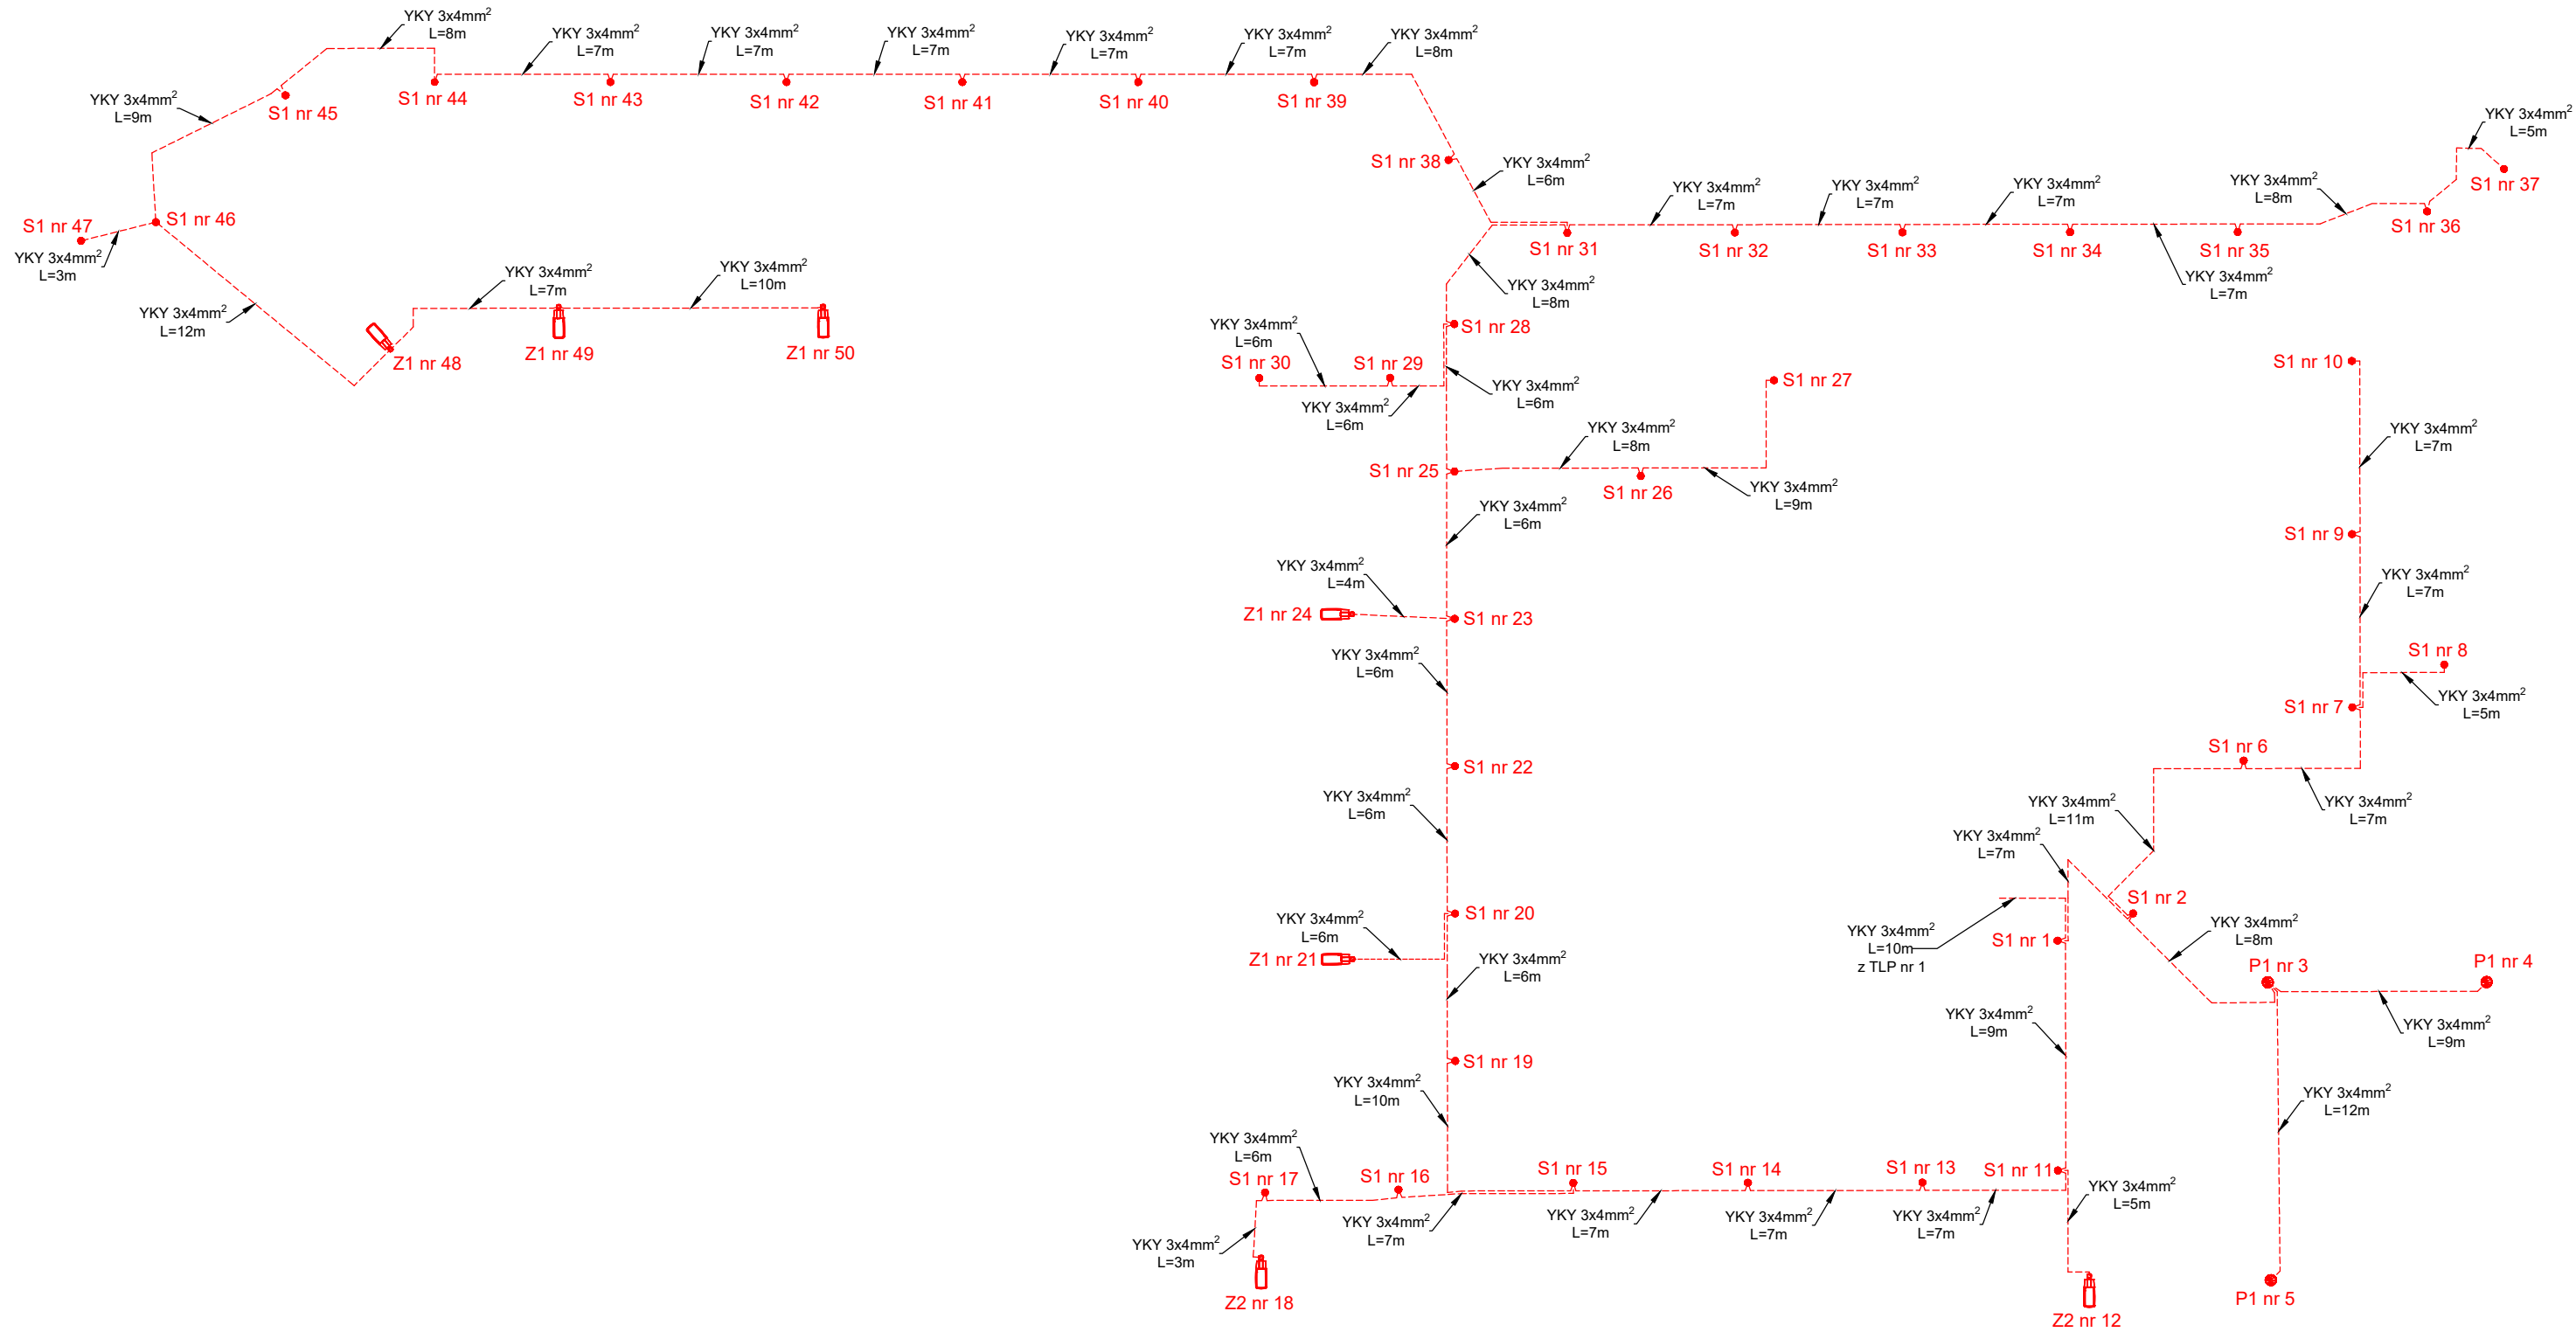 YKY 3x4mm²
L=8m
YKY 3x4mm²
L=7m
YKY 3x4mm²
L=7m
YKY 3x4mm²
L=7m
YKY 3x4mm²
L=7m
YKY 3x4mm²
L=7m
YKY 3x4mm²
L=8m
YKY 3x4mm²
L=9m
S1 nr 45
S1 nr 44
S1 nr 43
S1 nr 42
S1 nr 41
S1 nr 40
S1 nr 39
S1 nr 38
YKY 3x4mm²
L=6m
YKY 3x4mm²
L=7m
YKY 3x4mm²
L=7m
YKY 3x4mm²
L=7m
YKY 3x4mm²
L=8m
YKY 3x4mm²
L=5m
S1 nr 37
S1 nr 47
S1 nr 46
YKY 3x4mm²
L=3m
S1 nr 31
S1 nr 32
S1 nr 33
S1 nr 34
S1 nr 35
S1 nr 36
YKY 3x4mm²
L=7m
YKY 3x4mm²
L=12m
YKY 3x4mm²
L=7m
YKY 3x4mm²
L=10m
YKY 3x4mm²
L=8m
Z1 nr 48
Z1 nr 49
Z1 nr 50
YKY 3x4mm²
L=6m
S1 nr 30
S1 nr 29
S1 nr 28
YKY 3x4mm²
L=6m
YKY 3x4mm²
L=6m
S1 nr 27
S1 nr 10
S1 nr 25
YKY 3x4mm²
L=8m
S1 nr 26
YKY 3x4mm²
L=9m
YKY 3x4mm²
L=7m
YKY 3x4mm²
L=6m
S1 nr 9
YKY 3x4mm²
L=4m
YKY 3x4mm²
L=7m
Z1 nr 24
S1 nr 23
YKY 3x4mm²
L=6m
S1 nr 8
YKY 3x4mm²
L=5m
S1 nr 7
S1 nr 22
S1 nr 6
YKY 3x4mm²
L=6m
YKY 3x4mm²
L=11m
YKY 3x4mm²
L=7m
YKY 3x4mm²
L=7m
S1 nr 2
YKY 3x4mm²
L=6m
S1 nr 20
YKY 3x4mm²
L=10m
z TLP nr 1
S1 nr 1
YKY 3x4mm²
L=8m
Z1 nr 21
YKY 3x4mm²
L=6m
P1 nr 3
P1 nr 4
YKY 3x4mm²
L=9m
YKY 3x4mm²
L=9m
S1 nr 19
YKY 3x4mm²
L=10m
YKY 3x4mm²
L=12m
YKY 3x4mm²
L=6m
S1 nr 17
S1 nr 16
S1 nr 15
S1 nr 14
S1 nr 13
S1 nr 11
YKY 3x4mm²
L=5m
YKY 3x4mm²
L=7m
YKY 3x4mm²
L=7m
YKY 3x4mm²
L=7m
YKY 3x4mm²
L=7m
YKY 3x4mm²
L=3m
Z2 nr 18
Z2 nr 12
P1 nr 5